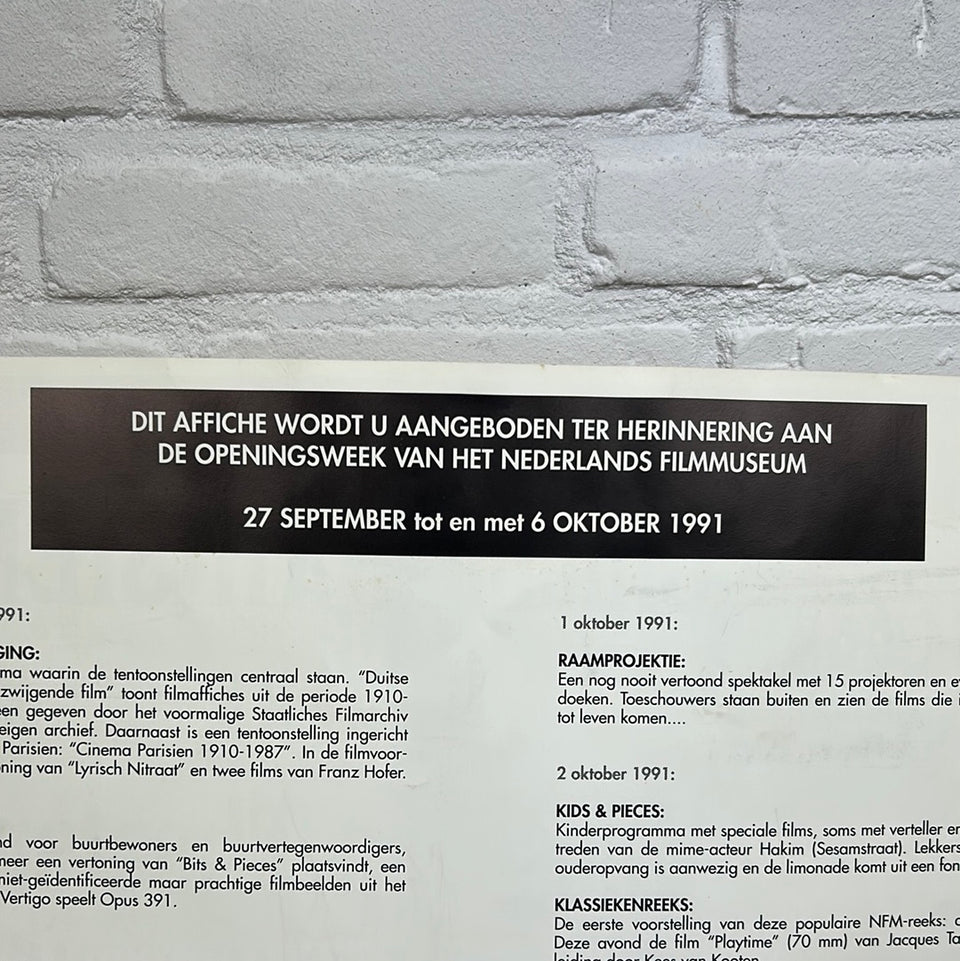 DIT AFFICHE WORDT U AANGEBODEN TER HERINNERING AAN
DE OPENINGSWEEK VAN HET NEDERLANDS FILMMUSEUM
27 SEPTEMBER tot en met 6 OKTOBER 1991
991:
GING:
ma waarin de tentoonstellingen centraal staan. “Duitse
zwijgende film” toont filmaffiches uit de periode 1910-
een gegeven door het voormalige Staatliches Filmarchiv
eigen archief. Daarnaast is een tentoonstelling ingericht
Parisien: “Cinema Parisien 1910-1987”. In de filmvoor-
ning van “Lyrisch Nitraat” en twee films van Franz Hofer.
nd voor buurtbewoners en buurtvertegenwoordigers,
neer een vertoning van “Bits & Pieces” plaatsvindt, een
niet-geïdentificeerde maar prachtige filmbeelden uit het
Vertigo speelt Opus 391.
1 oktober 1991:
RAAMPROJEKTIE:
Een nog nooit vertoond spektakel met 15 projektoren en e
doeken. Toeschouwers staan buiten en zien de films die
tot leven komen....
2 oktober 1991:
KIDS & PIECES:
Kinderprogramma met speciale films, soms met verteller e
treden van de mime-acteur Hakim (Sesamstraat). Lekkers
ouderopvang is aanwezig en de limonade komt uit een fon
KLASSIEKENREEKS:
De eerste voorstelling van deze populaire NFM-reeks:
Deze avond de film “Playtime” (70 mm) van Jacques Ta
leiding door Kees van Kooten